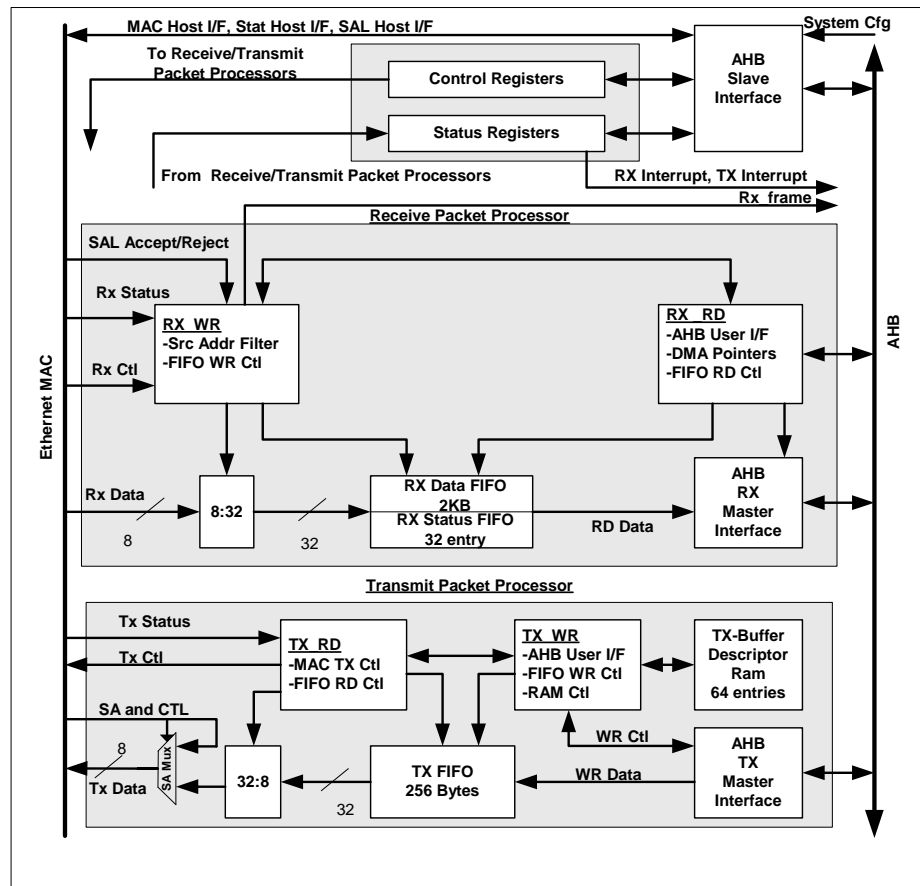 MAC Host I/F, Stat Host I/F, SAL Host I/F
System Cfg
To Receive/Transmit
Packet Processors
Control Registers
AHB
Slave
Interface
Status Registers
From Receive/Transmit Packet Processors
RX Interrupt, TX Interrupt
Rx_frame
Receive Packet Processor
SAL Accept/Reject
Rx Status
RX_WR
-Src Addr Filter
-FIFO WR Ctl
RX_RD
-AHB User I/F
-DMA Pointers
-FIFO RD Ctl
Rx Ctl
Ethernet MAC
AHB
Rx Data
8
8:32
32
RX Data FIFO
2KB
RX Status FIFO
32 entry
RD Data
AHB
RX
Master
Interface
Transmit Packet Processor
Tx Status
Tx Ctl
TX_RD
-MAC TX Ctl
-FIFO RD Ctl
TX_WR
-AHB User I/F
-FIFO WR Ctl
-RAM Ctl
TX-Buffer
Descriptor
Ram
64 entries
SA and CTL
8
Tx Data
SA Mux
32:8
32
TX FIFO
256 Bytes
WR Ctl
WR Data
AHB
TX
Master
Interface